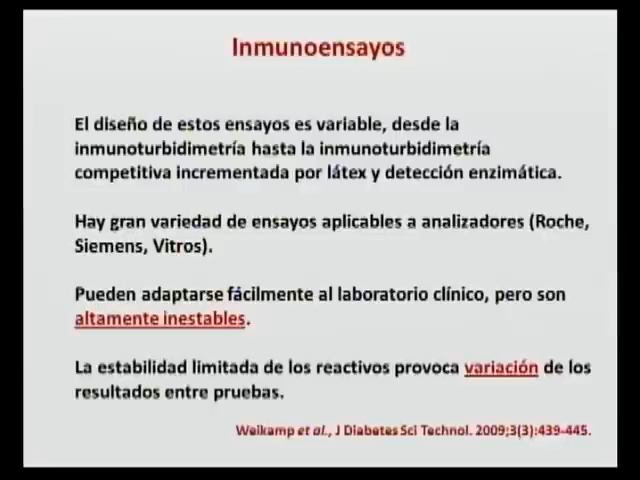 Inmunoensayos
El diseño de estos ensayos es variable, desde la
inmunoturbidimetría hasta la inmunoturbidimetría
competitiva incrementada por látex y detección enzimática.
Hay gran variedad de ensayos aplicables a analizadores (Roche,
Siemens, Vitros).
Pueden adaptarse fácilmente al laboratorio clínico, pero son
altamente inestables.
La estabilidad limitada de los reactivos provoca variación de los
resultados entre pruebas.
Weikamp et al., J Diabetes Sci Technol. 2009;3(3):439-445.